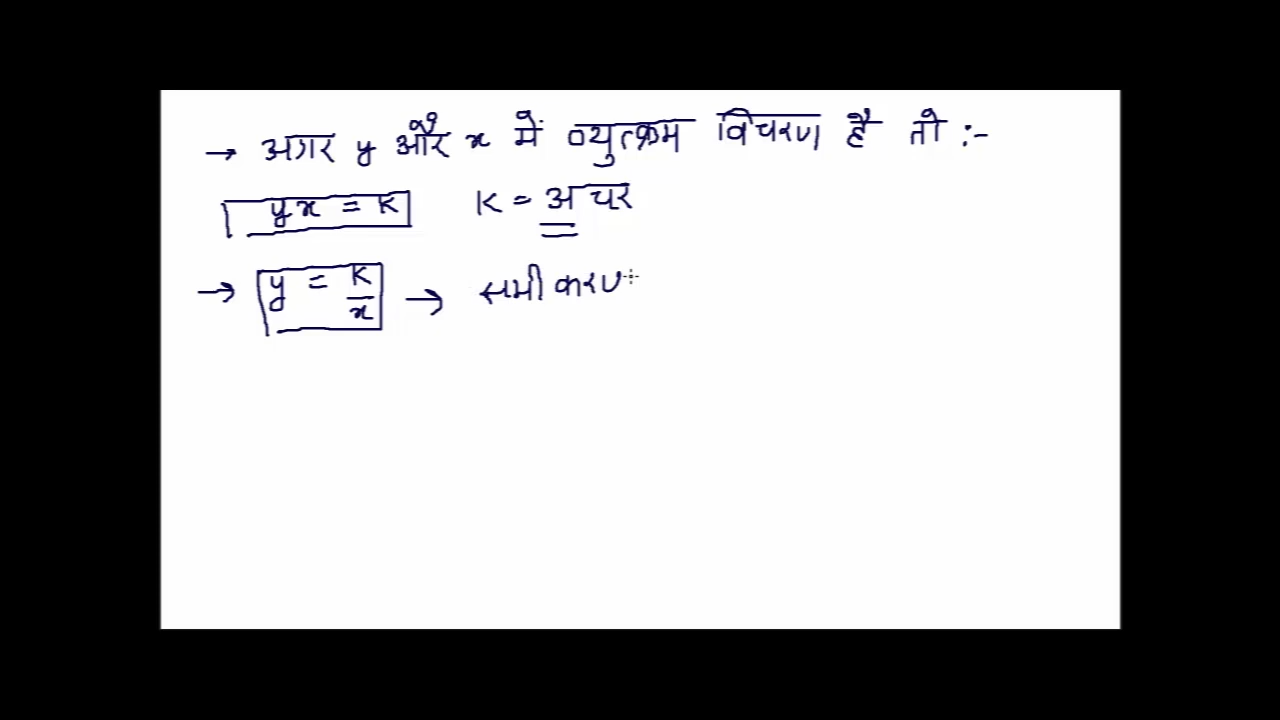 → अगर y और x में व्युत्क्रम विचरण है तो :-
yx = K K = अचर
→ y = K/x → समीकरण